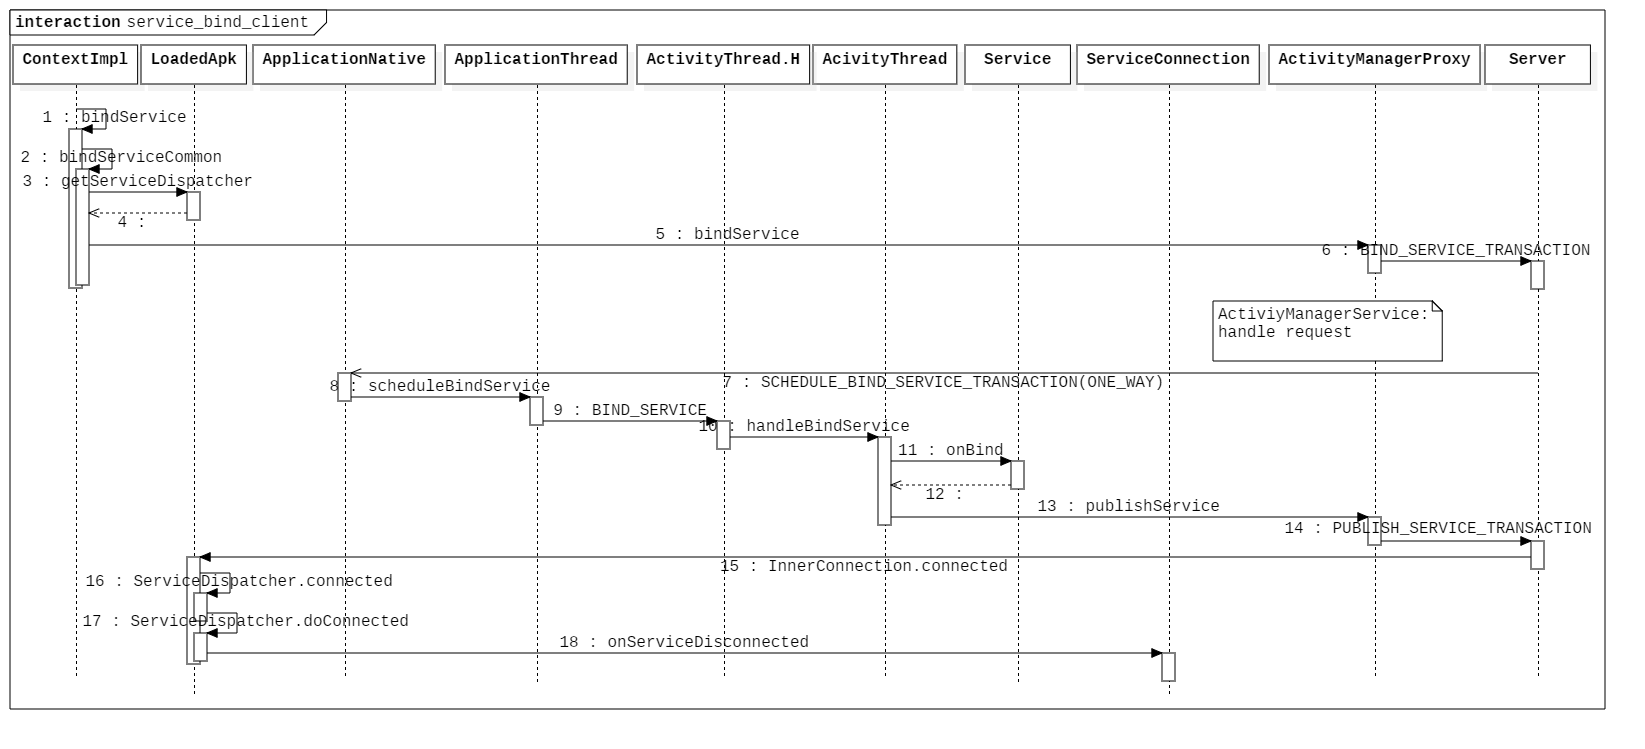 interaction service_bind_client
ContextImpl LoadedApk ApplicationNative ApplicationThread ActivityThread.H AcivityThread Service ServiceConnection ActivityManagerProxy Server
1 : bindService
2 : bindServiceCommon
3 : getServiceDispatcher
4 :
5 : bindService
6 : BIND_SERVICE_TRANSACTION
ActiviyManagerService:
handle request
7 : SCHEDULE_BIND_SERVICE_TRANSACTION(ONE_WAY)
8 : scheduleBindService
9 : BIND_SERVICE
10 : handleBindService
11 : onBind
12 :
13 : publishService
14 : PUBLISH_SERVICE_TRANSACTION
15 : InnerConnection.connected
16 : ServiceDispatcher.connected
17 : ServiceDispatcher.doConnected
18 : onServiceDisconnected